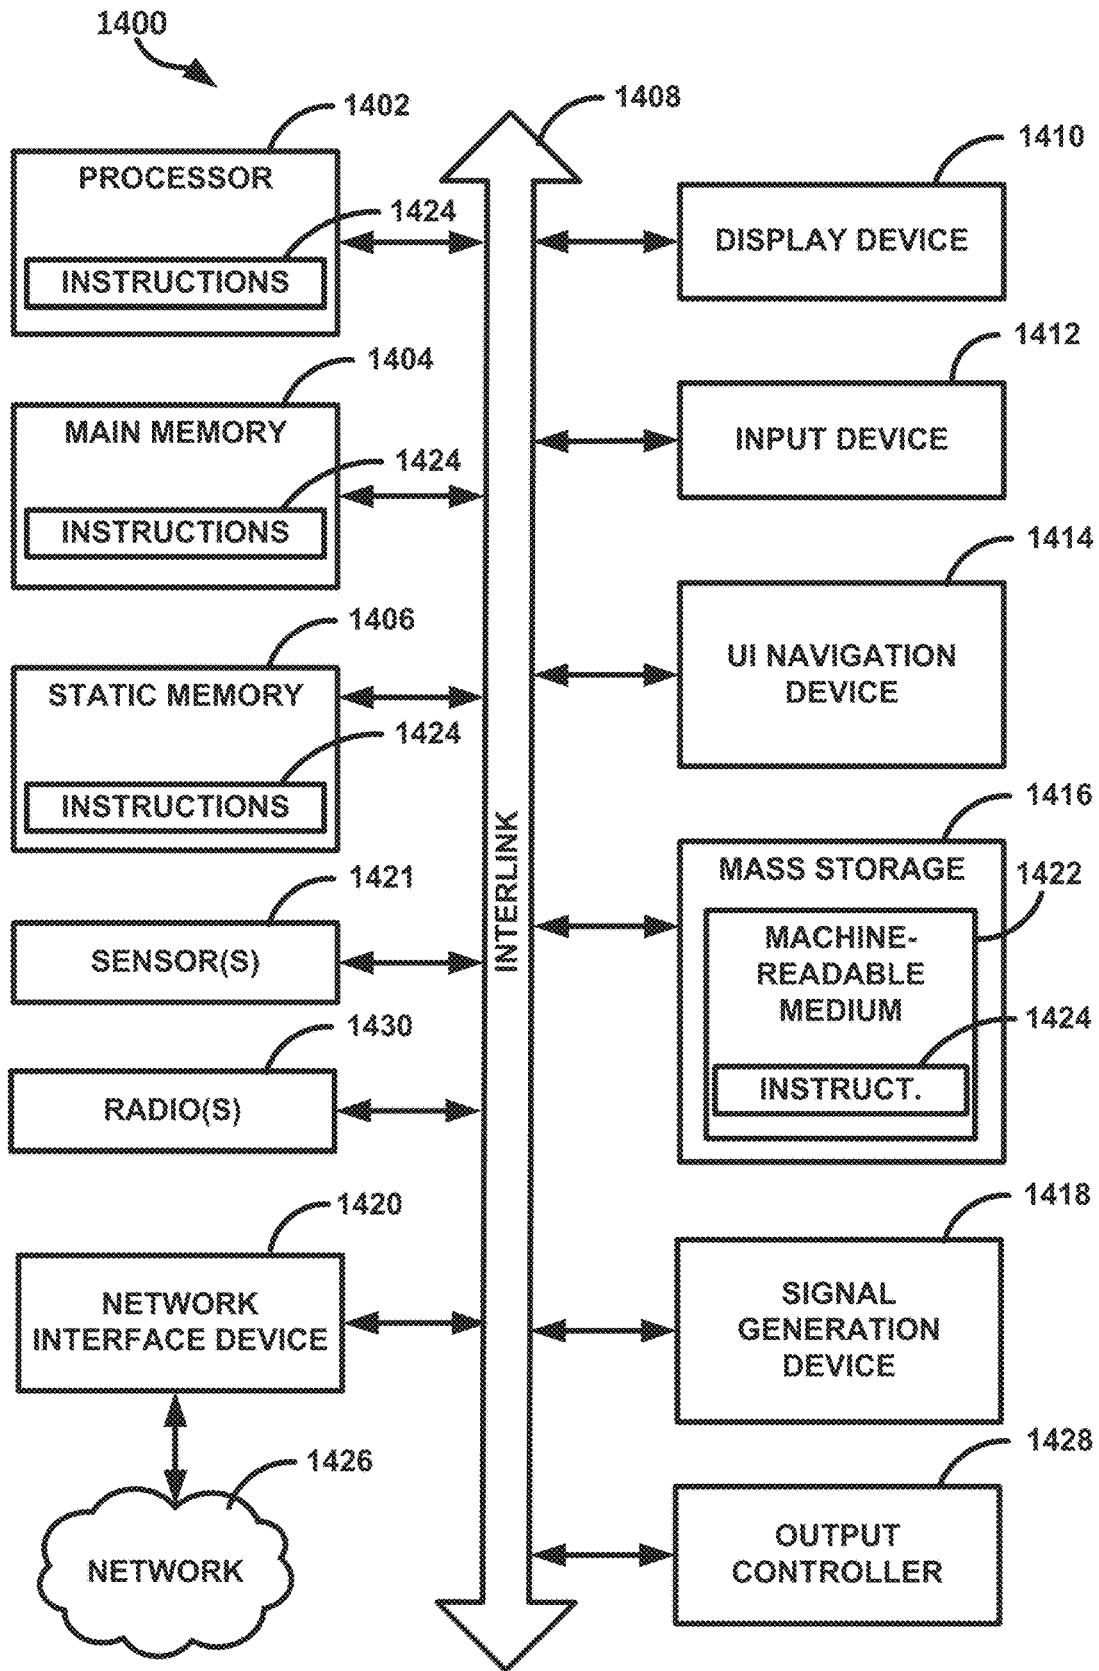 1400
1402
PROCESSOR
1424
INSTRUCTIONS
1404
MAIN MEMORY
1424
INSTRUCTIONS
1406
STATIC MEMORY
1424
INSTRUCTIONS
1421
SENSOR(S)
1430
RADIO(S)
1420
NETWORK
INTERFACE DEVICE
1426
NETWORK
1408
INTERLINK
1410
DISPLAY DEVICE
1412
INPUT DEVICE
1414
UI NAVIGATION
DEVICE
1416
MASS STORAGE
1422
MACHINE-
READABLE
MEDIUM
1424
INSTRUCT.
1418
SIGNAL
GENERATION
DEVICE
1428
OUTPUT
CONTROLLER